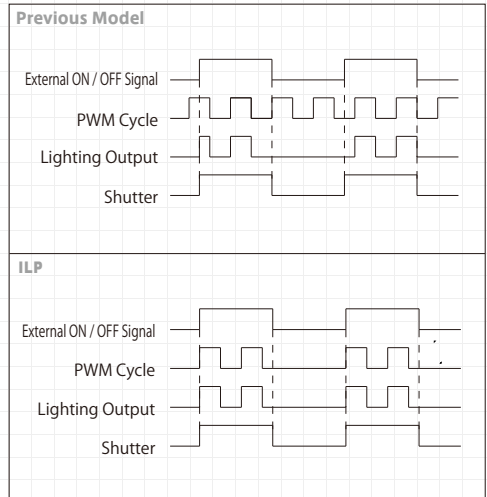 Previous Model
External ON / OFF Signal
PWM Cycle
Lighting Output
Shutter
ILP
External ON / OFF Signal
PWM Cycle
Lighting Output
Shutter